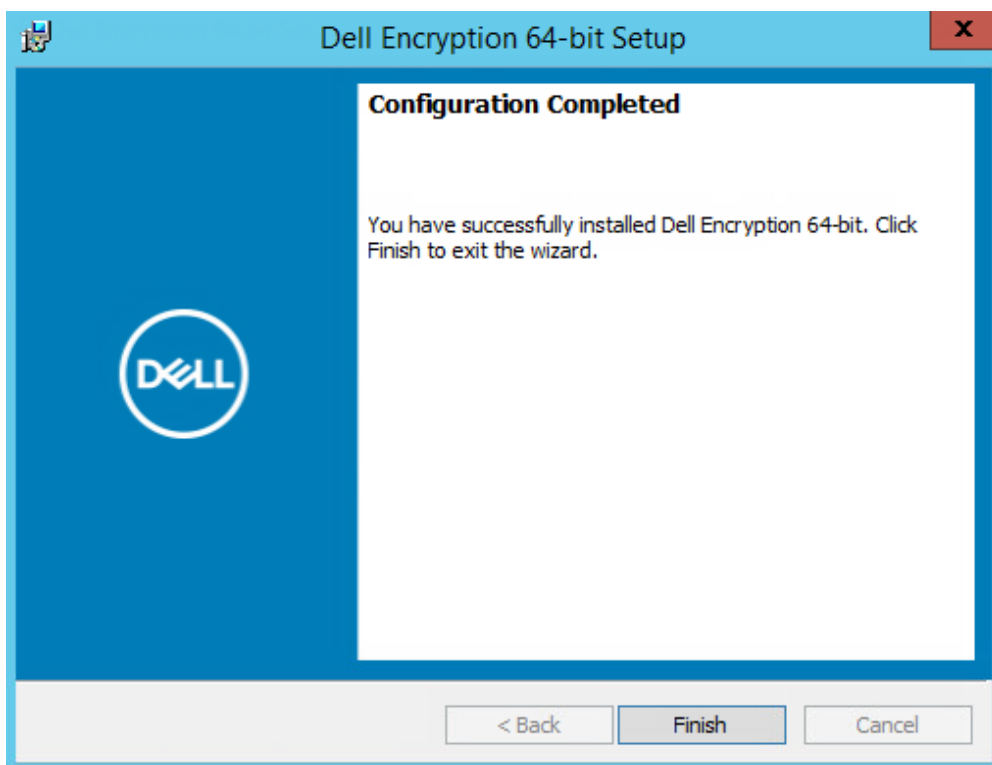 Dell Encryption 64-bit Setup
x
Configuration Completed
You have successfully installed Dell Encryption 64-bit. Click
Finish to exit the wizard.
DELL
< Back
Finish
Cancel